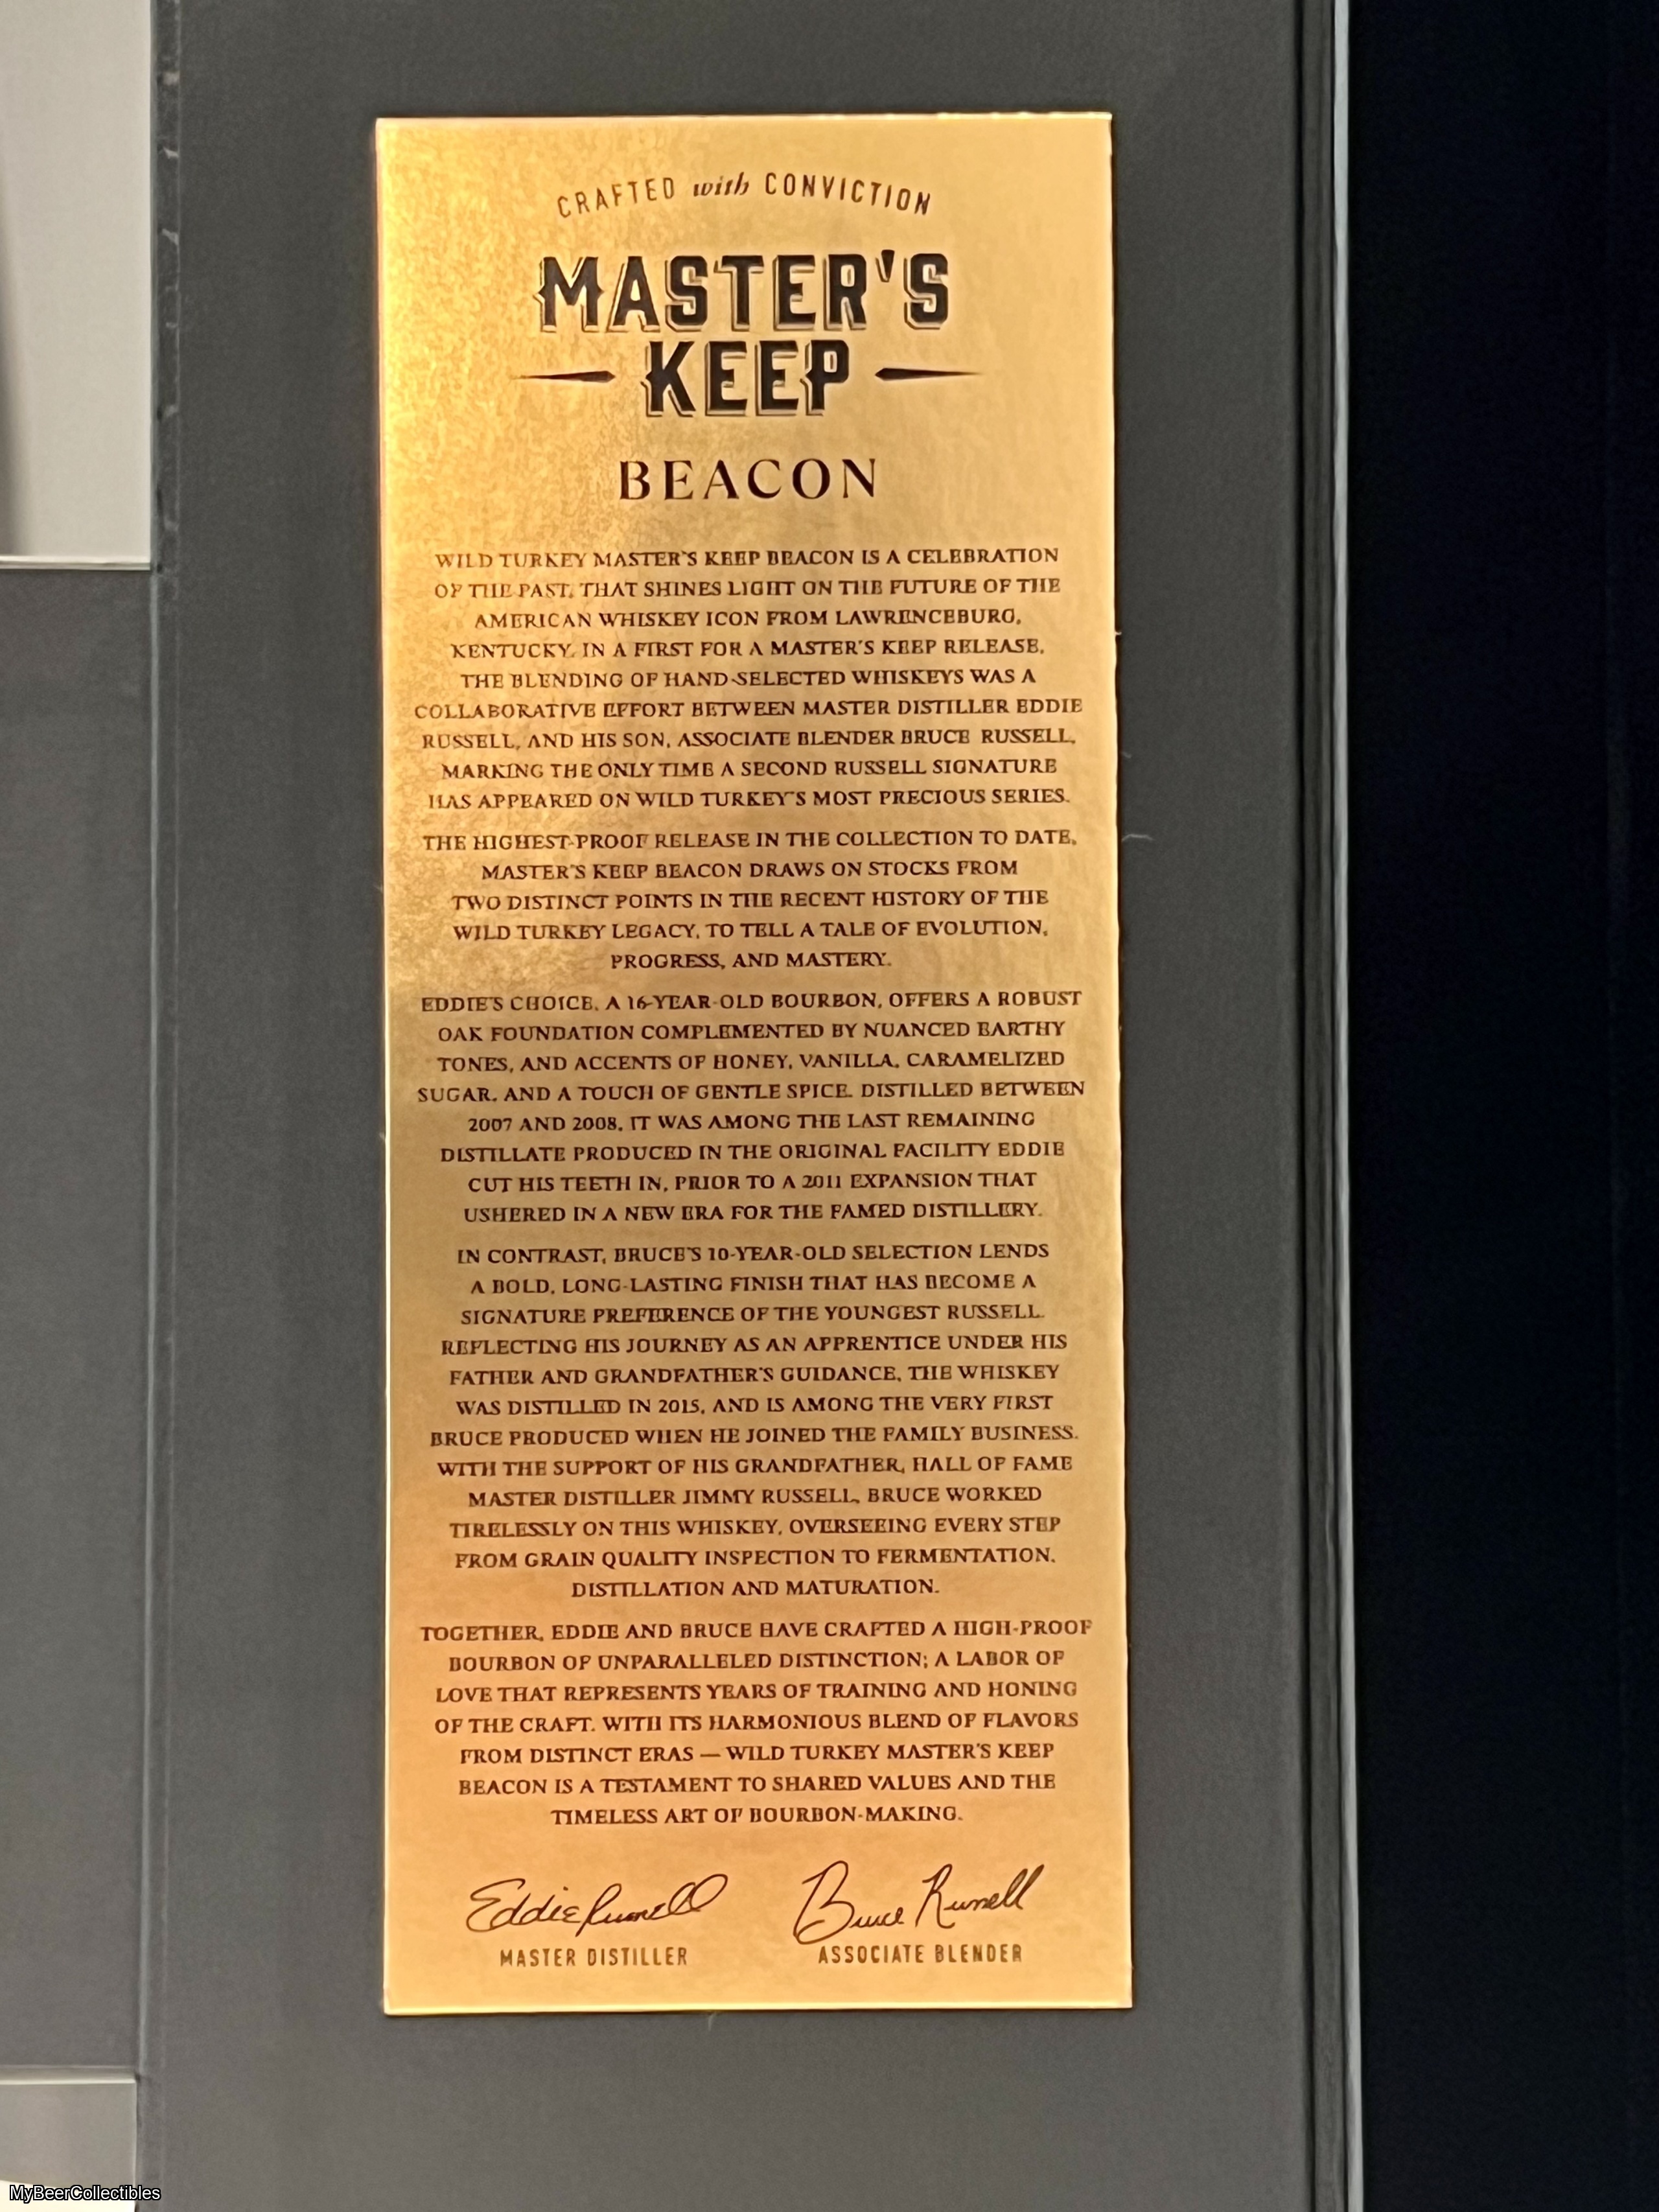 CRAFTED with CONVICTION
MASTER'S
KEEP
BEACON
WILD TURKEY MASTER'S KEEP BEACON IS A CELEBRATION
OF THE PAST, THAT SHINES LIGHT ON THE FUTURE OF THE
AMERICAN WHISKEY ICON FROM LAWRENCEBURG,
KENTUCKY. IN A FIRST FOR A MASTER'S KEEP RELEASE,
THE BLENDING OF HAND-SELECTED WHISKEYS WAS A
COLLABORATIVE EFFORT BETWEEN MASTER DISTILLER EDDIE
RUSSELL, AND HIS SON, ASSOCIATE BLENDER BRUCE RUSSELL,
MARKING THE ONLY TIME A SECOND RUSSELL SIGNATURE
HAS APPEARED ON WILD TURKEY'S MOST PRECIOUS SERIES.
THE HIGHEST-PROOF RELEASE IN THE COLLECTION TO DATE,
MASTER'S KEEP BEACON DRAWS ON STOCKS FROM
TWO DISTINCT POINTS IN THE RECENT HISTORY OF THE
WILD TURKEY LEGACY, TO TELL A TALE OF EVOLUTION,
PROGRESS, AND MASTERY.
EDDIE'S CHOICE, A 16-YEAR-OLD BOURBON, OFFERS A ROBUST
OAK FOUNDATION COMPLEMENTED BY NUANCED EARTHY
TONES, AND ACCENTS OF HONEY, VANILLA, CARAMELIZED
SUGAR, AND A TOUCH OF GENTLE SPICE. DISTILLED BETWEEN
2007 AND 2008, IT WAS AMONG THE LAST REMAINING
DISTILLATE PRODUCED IN THE ORIGINAL FACILITY EDDIE
CUT HIS TEETH IN, PRIOR TO A 2011 EXPANSION THAT
USHERED IN A NEW ERA FOR THE FAMED DISTILLERY.
IN CONTRAST, BRUCE'S 10-YEAR-OLD SELECTION LENDS
A BOLD, LONG-LASTING FINISH THAT HAS BECOME A
SIGNATURE PREFERENCE OF THE YOUNGEST RUSSELL.
REFLECTING HIS JOURNEY AS AN APPRENTICE UNDER HIS
FATHER AND GRANDFATHER'S GUIDANCE, THE WHISKEY
WAS DISTILLED IN 2015, AND IS AMONG THE VERY FIRST
BRUCE PRODUCED WHEN HE JOINED THE FAMILY BUSINESS.
WITH THE SUPPORT OF HIS GRANDFATHER, HALL OF FAME
MASTER DISTILLER JIMMY RUSSELL, BRUCE WORKED
TIRELESSLY ON THIS WHISKEY, OVERSEEING EVERY STEP
FROM GRAIN QUALITY INSPECTION TO FERMENTATION,
DISTILLATION AND MATURATION.
TOGETHER, EDDIE AND BRUCE HAVE CRAFTED A HIGH-PROOF
BOURBON OF UNPARALLELED DISTINCTION; A LABOR OF
LOVE THAT REPRESENTS YEARS OF TRAINING AND HONING
OF THE CRAFT. WITH ITS HARMONIOUS BLEND OF FLAVORS
FROM DISTINCT ERAS — WILD TURKEY MASTER'S KEEP
BEACON IS A TESTAMENT TO SHARED VALUES AND THE
TIMELESS ART OF BOURBON-MAKING.
Eddie Russell Bruce Russell
MASTER DISTILLER ASSOCIATE BLENDER
MyBeerCollectibles